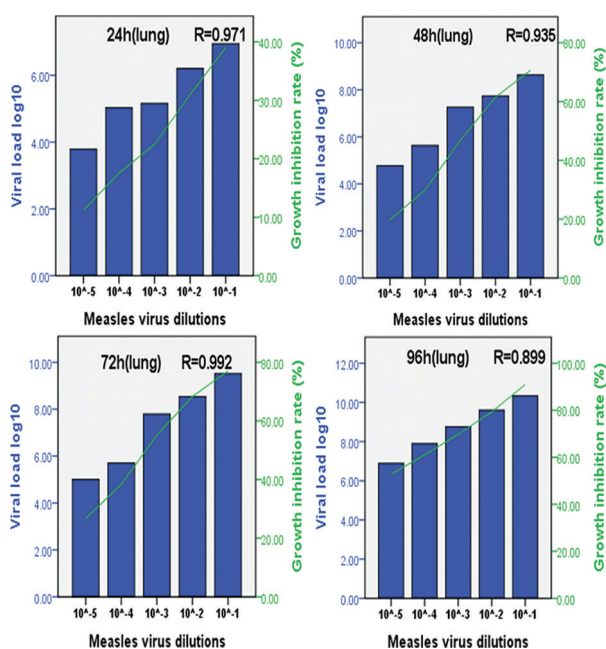 24h(lung) R=0.971
Viral load log10
6.00
4.00
2.00
0.00
40.00
30.00
20.00
10.00
.00
Growth inhibition rate (%)
10^-5 10^-4 10^-3 10^-2 10^-1
Measles virus dilutions
48h(lung) R=0.935
Viral load log10
10.00
8.00
6.00
4.00
2.00
0.00
80.00
60.00
40.00
20.00
.00
Growth inhibition rate (%)
10^-5 10^-4 10^-3 10^-2 10^-1
Measles virus dilutions
72h(lung) R=0.992
Viral load log10
10.00
8.00
6.00
4.00
2.00
0.00
80.00
60.00
40.00
20.00
.00
Growth inhibition rate (%)
10^-5 10^-4 10^-3 10^-2 10^-1
Measles virus dilutions
96h(lung) R=0.899
Viral load log10
12.00
10.00
8.00
6.00
4.00
2.00
0.00
100.00
80.00
60.00
40.00
20.00
.00
Growth inhibition rate (%)
10^-5 10^-4 10^-3 10^-2 10^-1
Measles virus dilutions